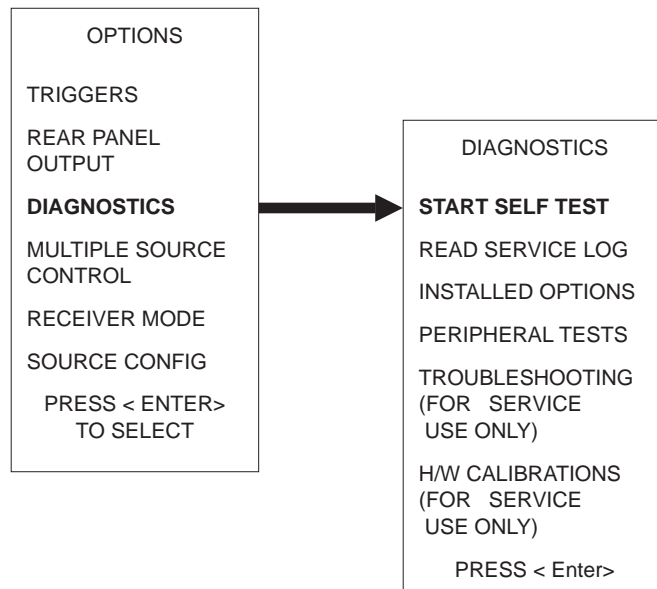 OPTIONS
TRIGGERS
REAR PANEL
OUTPUT
DIAGNOSTICS
MULTIPLE SOURCE
CONTROL
RECEIVER MODE
SOURCE CONFIG
PRESS < ENTER>
TO SELECT
DIAGNOSTICS
START SELF TEST
READ SERVICE LOG
INSTALLED OPTIONS
PERIPHERAL TESTS
TROUBLESHOOTING
(FOR SERVICE
USE ONLY)
H/W CALIBRATIONS
(FOR SERVICE
USE ONLY)
PRESS < Enter>